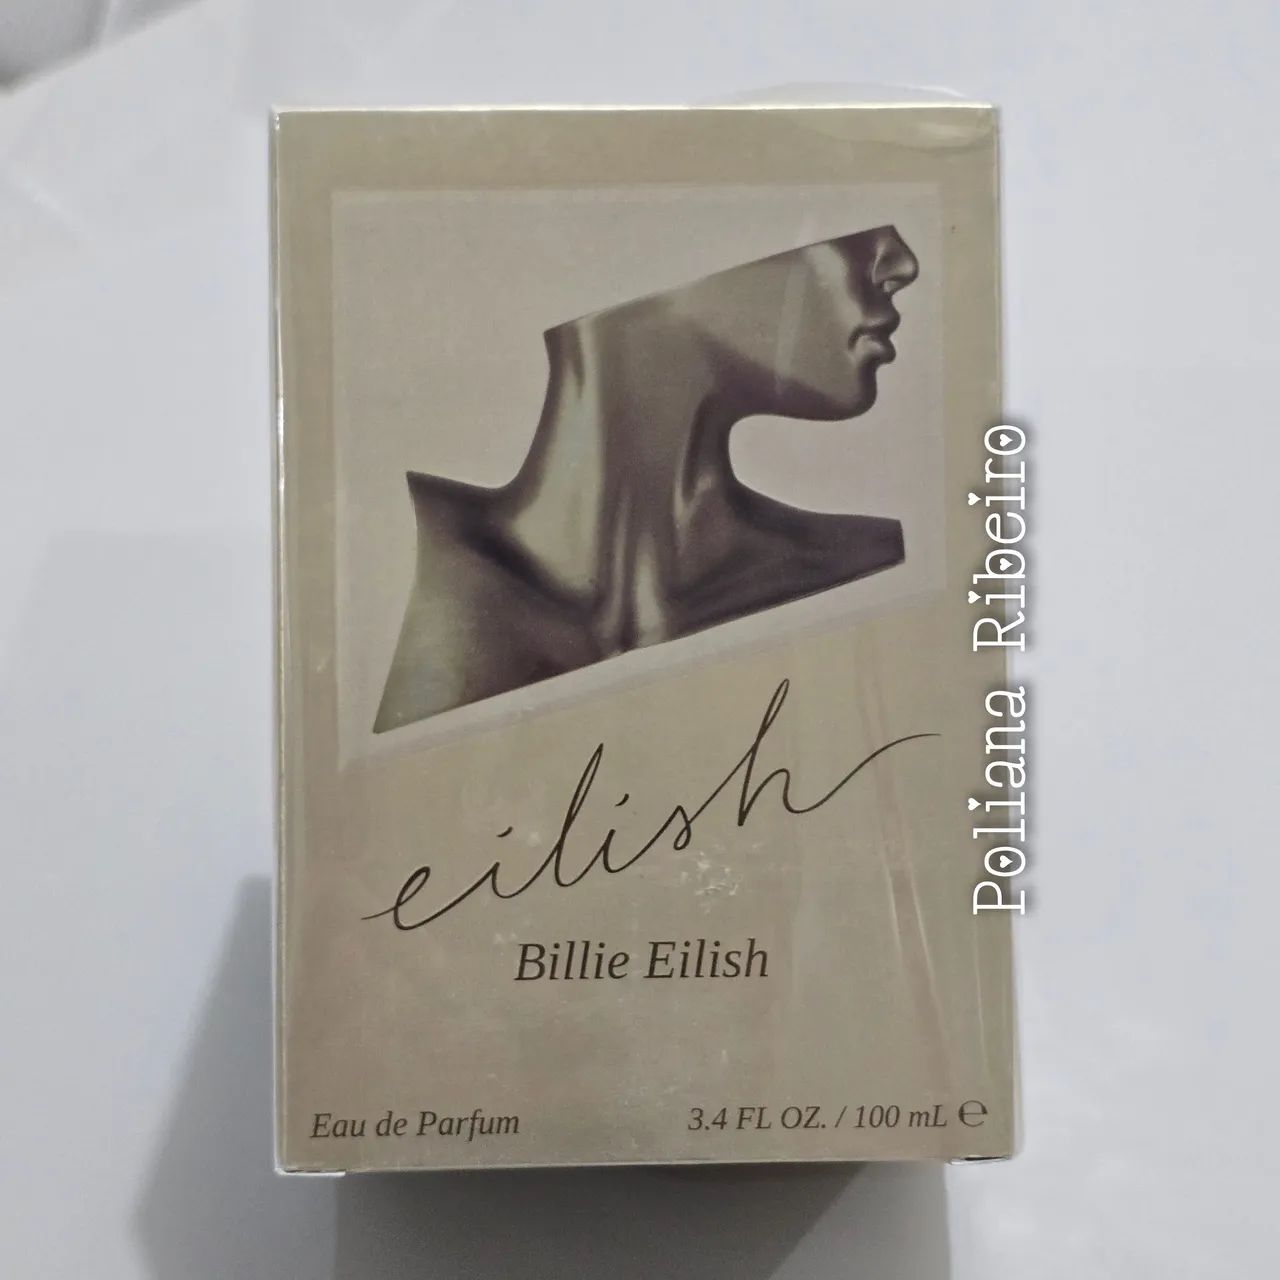 eilish
Billie Eilish
Eau de Parfum
3.4 FL OZ. / 100 mL ℮
Poliana Ribeiro